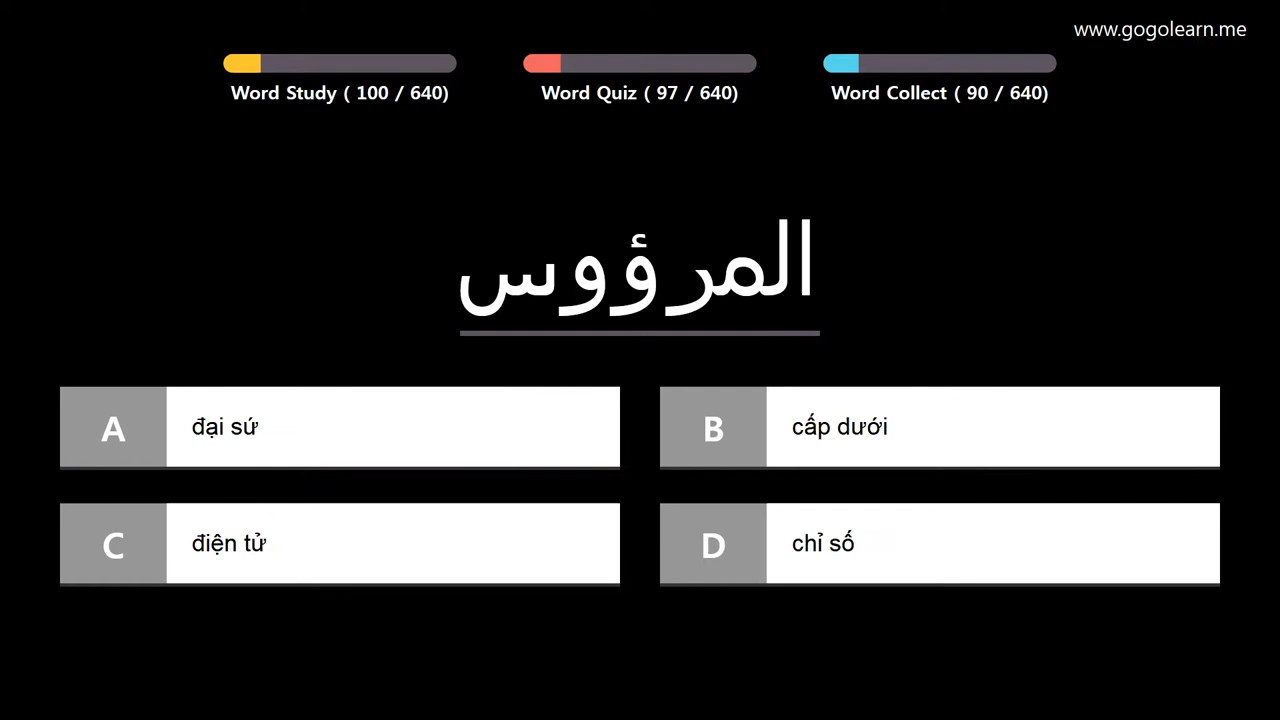 www.gogolearn.me
Word Study ( 100 / 640)
Word Quiz ( 97 / 640)
Word Collect ( 90 / 640)
المرؤوس
A
đại sứ
B
cấp dưới
C
điện tử
D
chỉ số